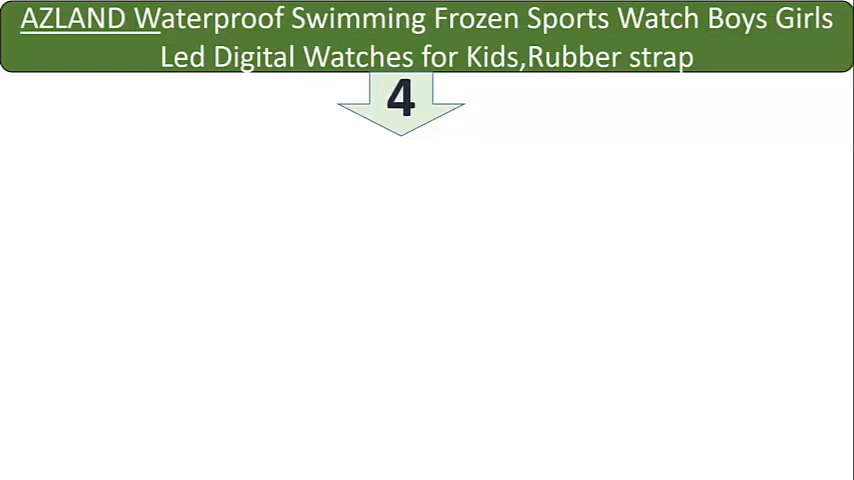 AZLAND Waterproof Swimming Frozen Sports Watch Boys Girls
Led Digital Watches for Kids,Rubber strap
4